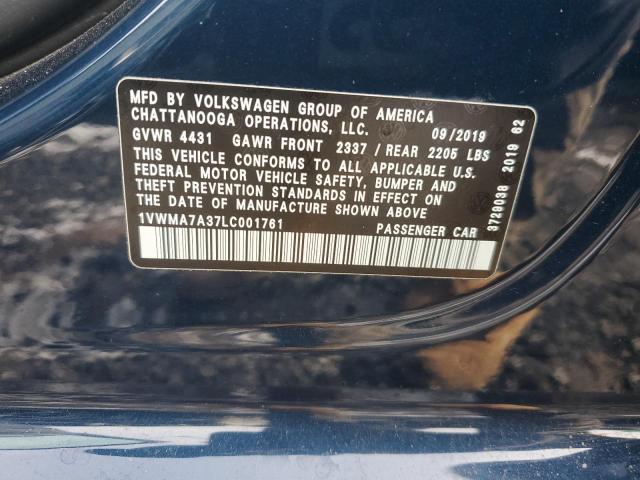 MFD BY VOLKSWAGEN GROUP OF AMERICA
CHATTANOOGA OPERATIONS, LLC. 09/2019
GVWR 4431 GAWR FRONT 2337 / REAR 2205 LBS
THIS VEHICLE CONFORMS TO ALL APPLICABLE U.S.
FEDERAL MOTOR VEHICLE SAFETY, BUMPER AND
THEFT PREVENTION STANDARDS IN EFFECT ON
THE DATE OF MANUFACTURE SHOWN ABOVE
1VWMA7A37LC001761 PASSENGER CAR
3729038 2019 62